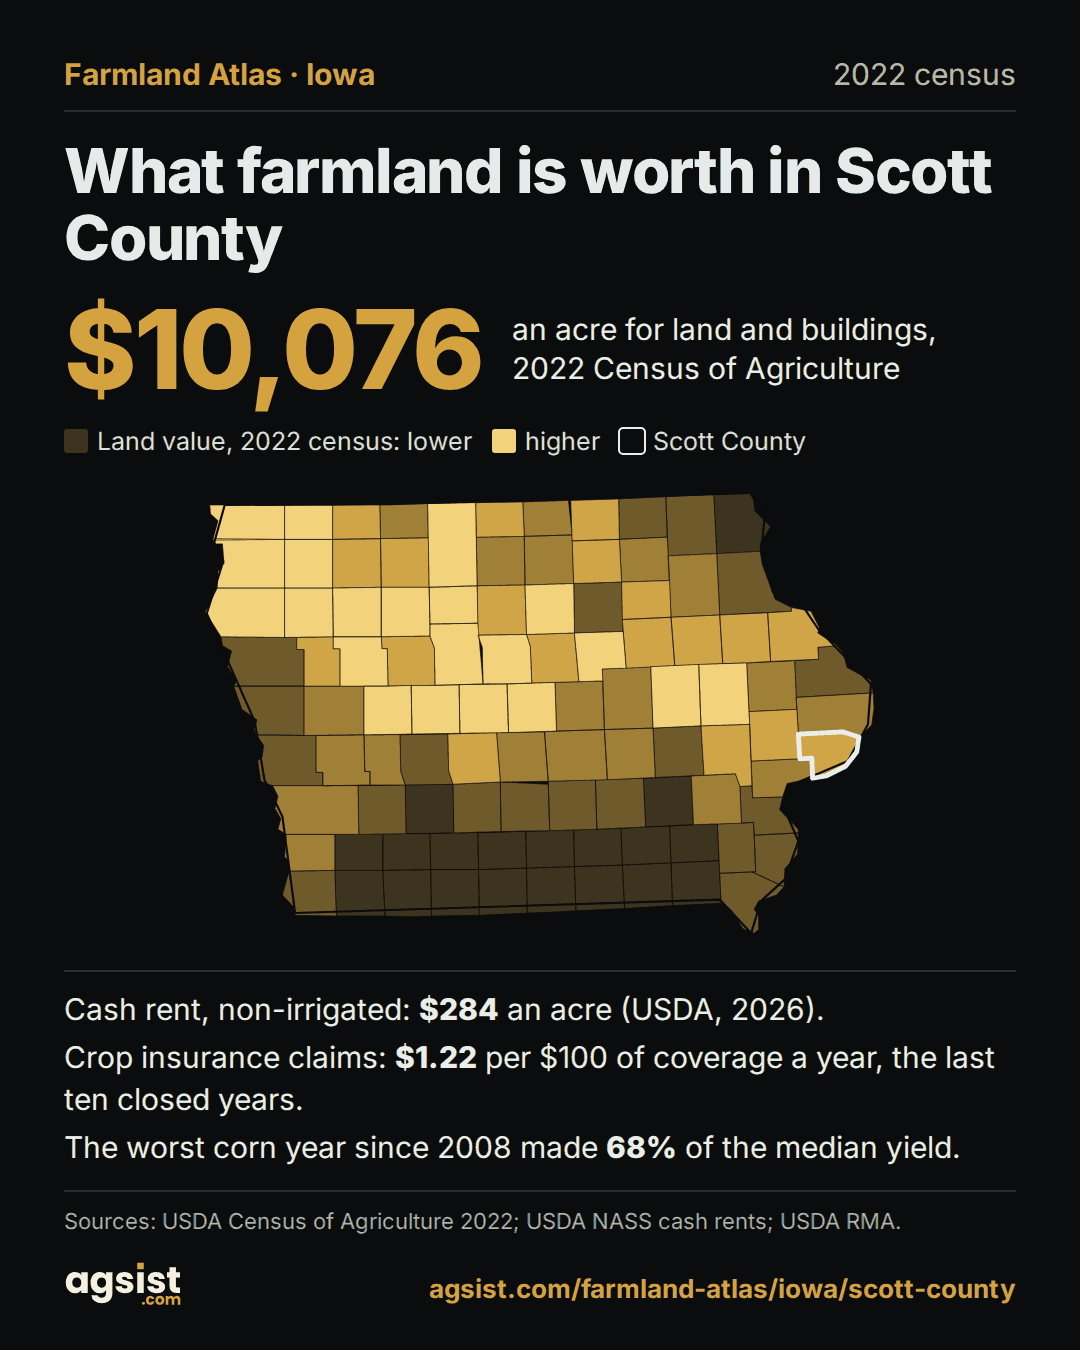 Farmland Atlas · Iowa
2022 census
What farmland is worth in Scott
County
$10,076
an acre for land and buildings,
2022 Census of Agriculture
Land value, 2022 census: lower
higher
Scott County
Cash rent, non-irrigated: $284 an acre (USDA, 2026).
Crop insurance claims: $1.22 per $100 of coverage a year, the last
ten closed years.
The worst corn year since 2008 made 68% of the median yield.
Sources: USDA Census of Agriculture 2022; USDA NASS cash rents; USDA RMA.
agsist
.com
agsist.com/farmland-atlas/iowa/scott-county